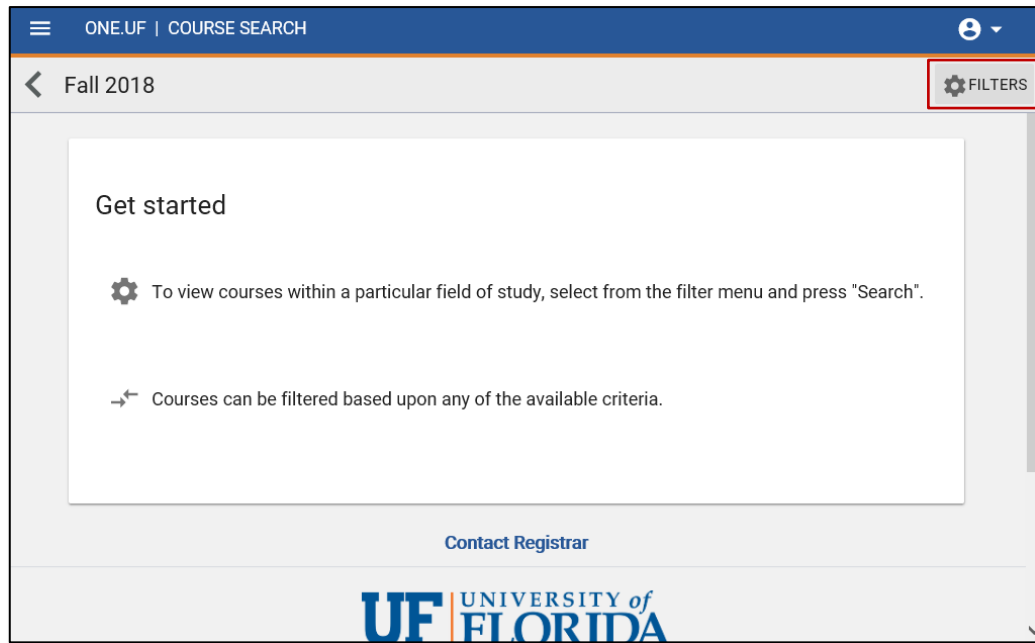 ONE.UF | COURSE SEARCH
Fall 2018
FILTERS
Get started
To view courses within a particular field of study, select from the filter menu and press "Search".
Courses can be filtered based upon any of the available criteria.
Contact Registrar
UF UNIVERSITY of
FLORIDA